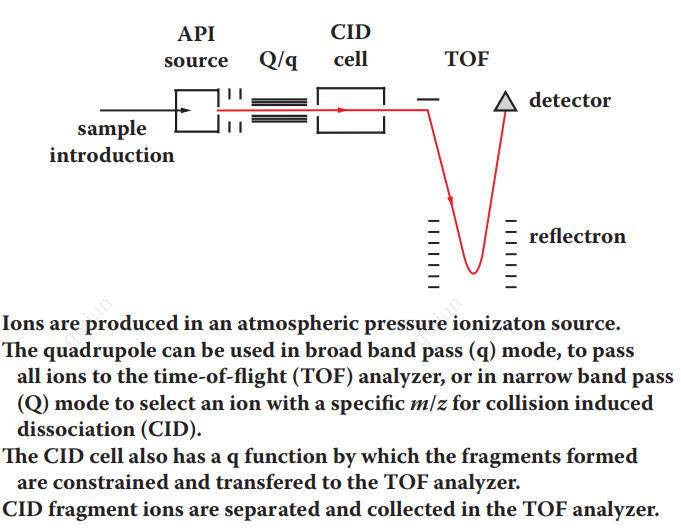 API
source
Q/q
CID
cell
TOF
sample
introduction
detector
reflectron
Ions are produced in an atmospheric pressure ionizaton source.
The quadrupole can be used in broad band pass (q) mode, to pass
all ions to the time-of-flight (TOF) analyzer, or in narrow band pass
(Q) mode to select an ion with a specific m/z for collision induced
dissociation (CID).
The CID cell also has a q function by which the fragments formed
are constrained and transfered to the TOF analyzer.
CID fragment ions are separated and collected in the TOF analyzer.